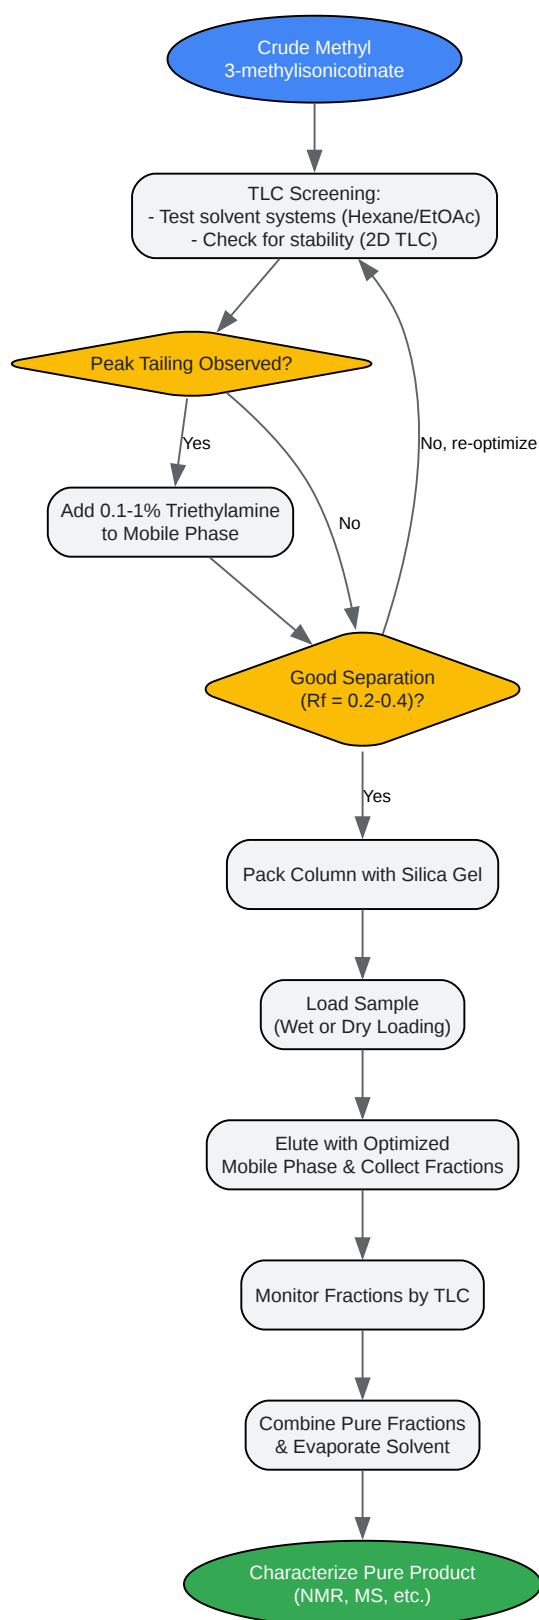 Crude Methyl
3-methylisonicotinate
TLC Screening:
- Test solvent systems (Hexane/EtOAc)
- Check for stability (2D TLC)
Peak Tailing Observed?
Yes
No, re-optimize
Add 0.1-1% Triethylamine
to Mobile Phase
No
Good Separation
(Rf = 0.2-0.4)?
Yes
Pack Column with Silica Gel
Load Sample
(Wet or Dry Loading)
Elute with Optimized
Mobile Phase & Collect Fractions
Monitor Fractions by TLC
Combine Pure Fractions
& Evaporate Solvent
Characterize Pure Product
(NMR, MS, etc.)